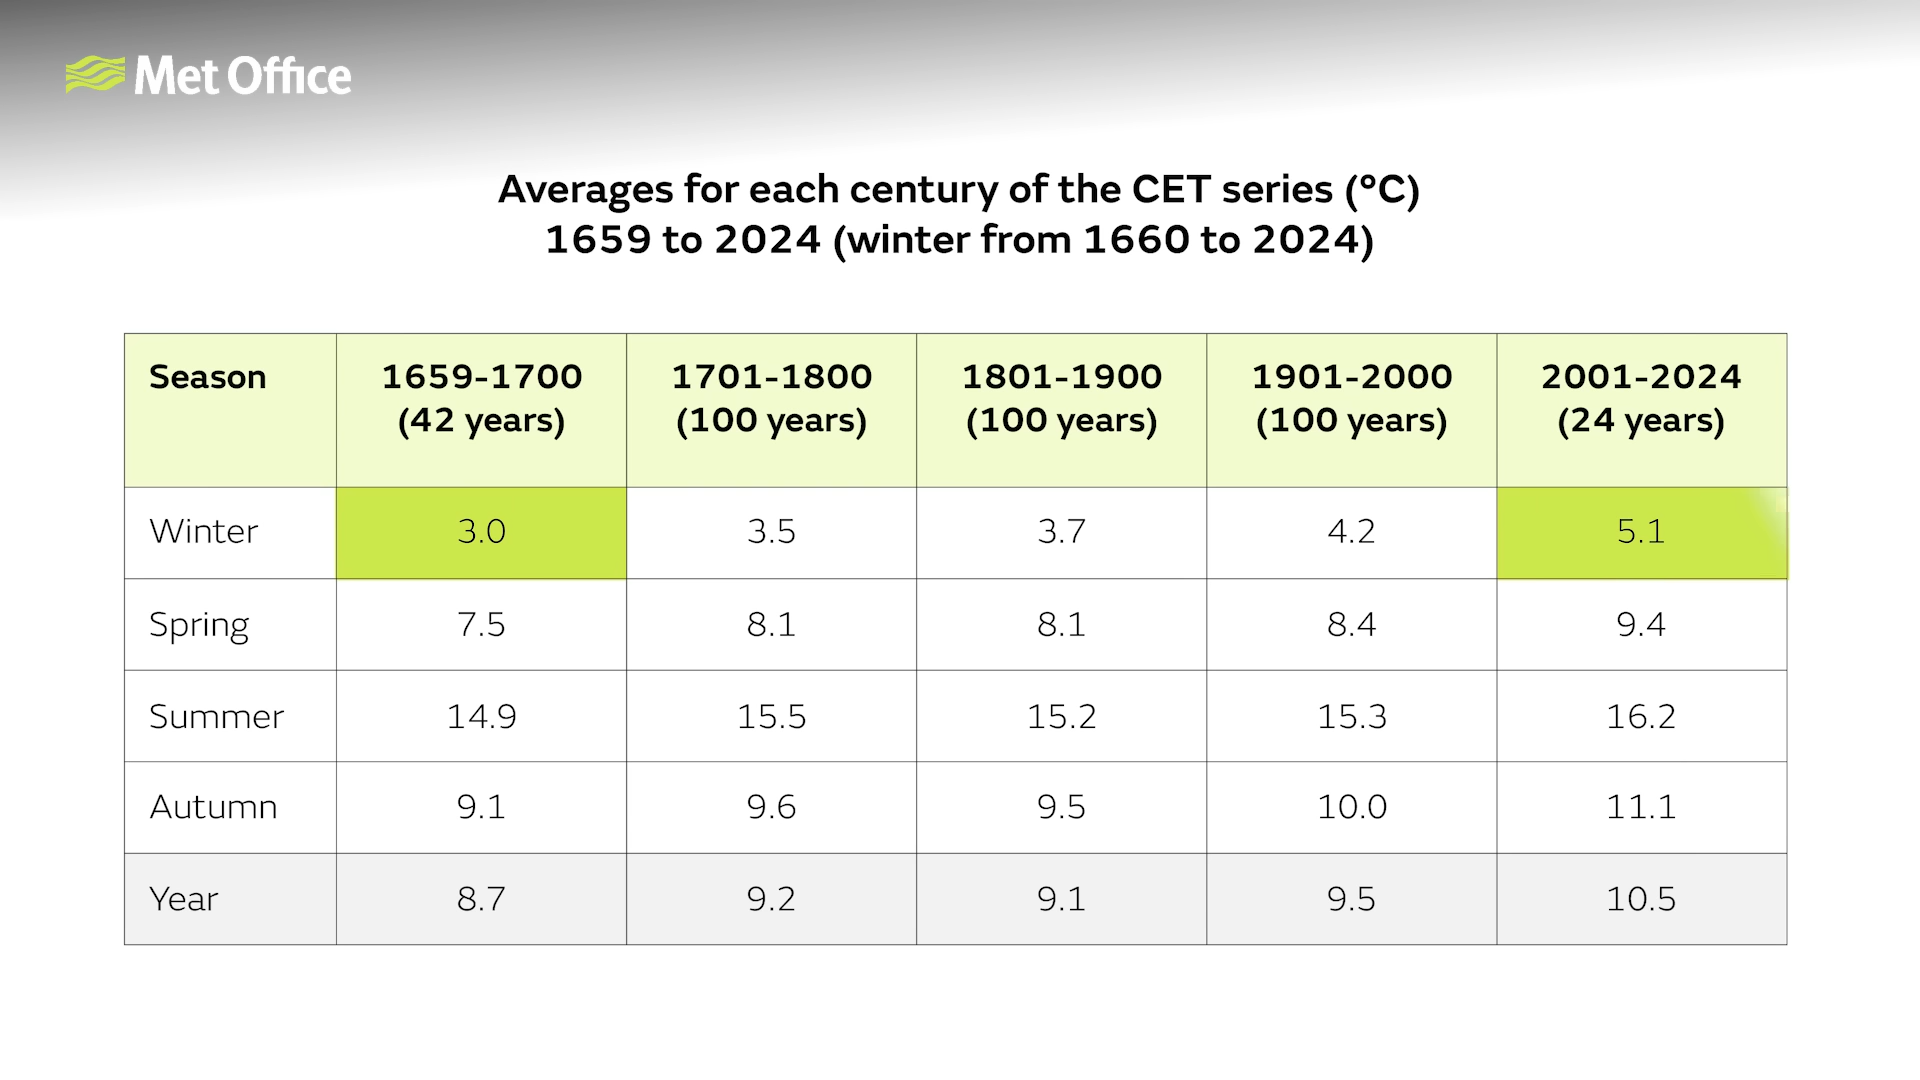 Met Office
Averages for each century of the CET series (°C)
1659 to 2024 (winter from 1660 to 2024)
Season 1659-1700 1701-1800 1801-1900 1901-2000 2001-2024
(42 years) (100 years) (100 years) (100 years) (24 years)
Winter 3.0 3.5 3.7 4.2 5.1
Spring 7.5 8.1 8.1 8.4 9.4
Summer 14.9 15.5 15.2 15.3 16.2
Autumn 9.1 9.6 9.5 10.0 11.1
Year 8.7 9.2 9.1 9.5 10.5